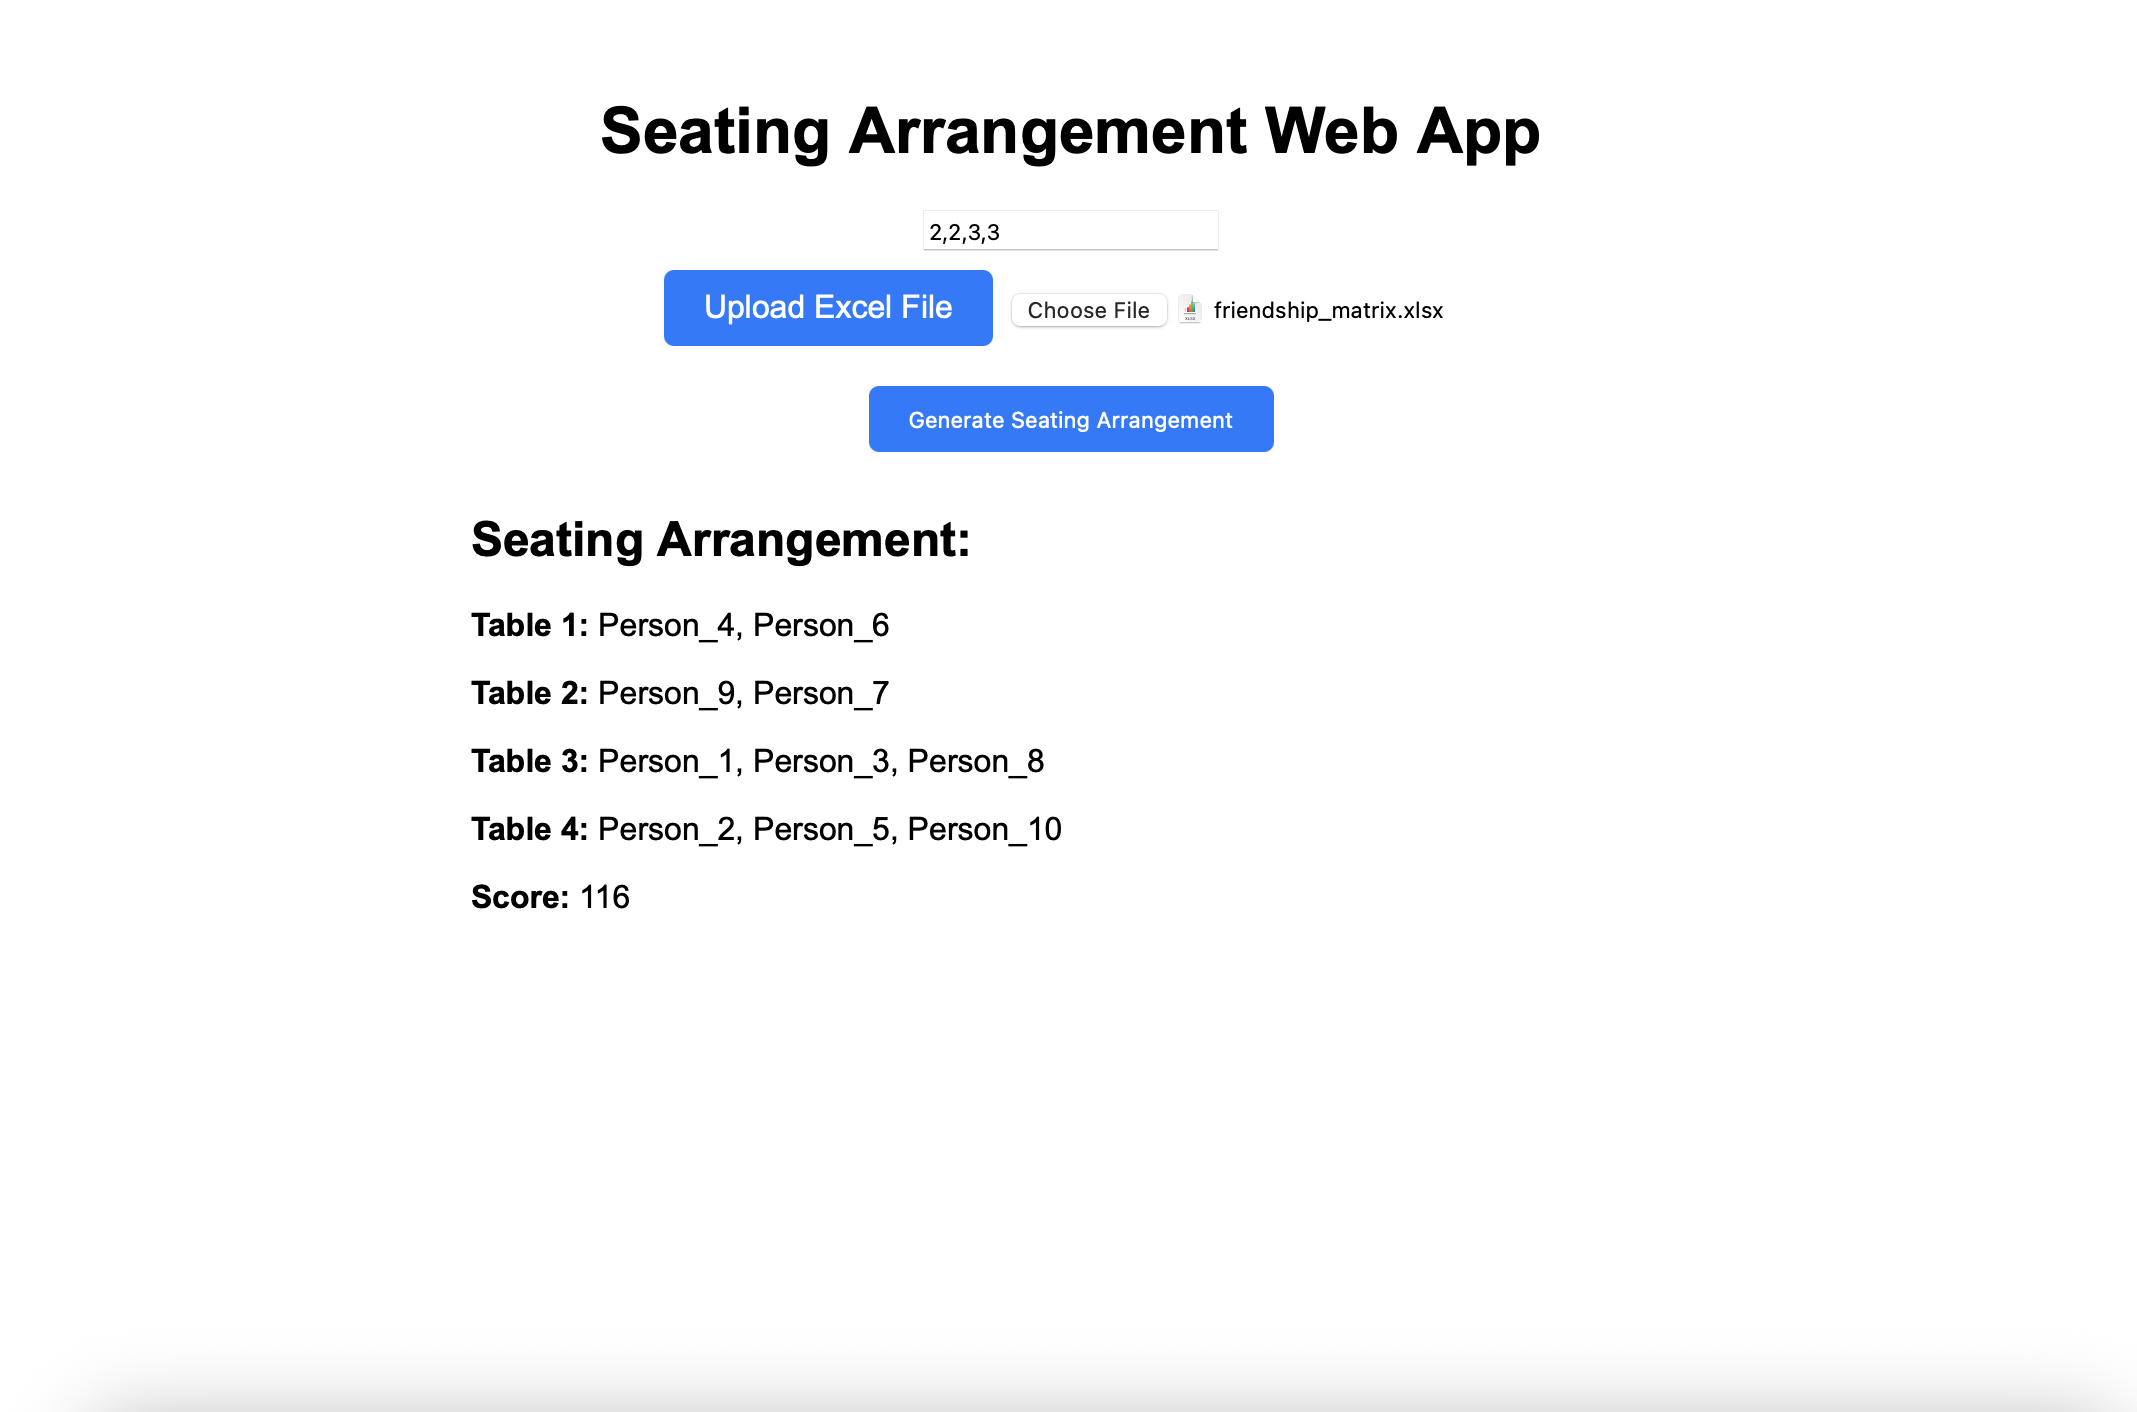 Seating Arrangement Web App
2,2,3,3
Upload Excel File Choose File friendship_matrix.xlsx
Generate Seating Arrangement
Seating Arrangement:
Table 1: Person_4, Person_6
Table 2: Person_9, Person_7
Table 3: Person_1, Person_3, Person_8
Table 4: Person_2, Person_5, Person_10
Score: 116